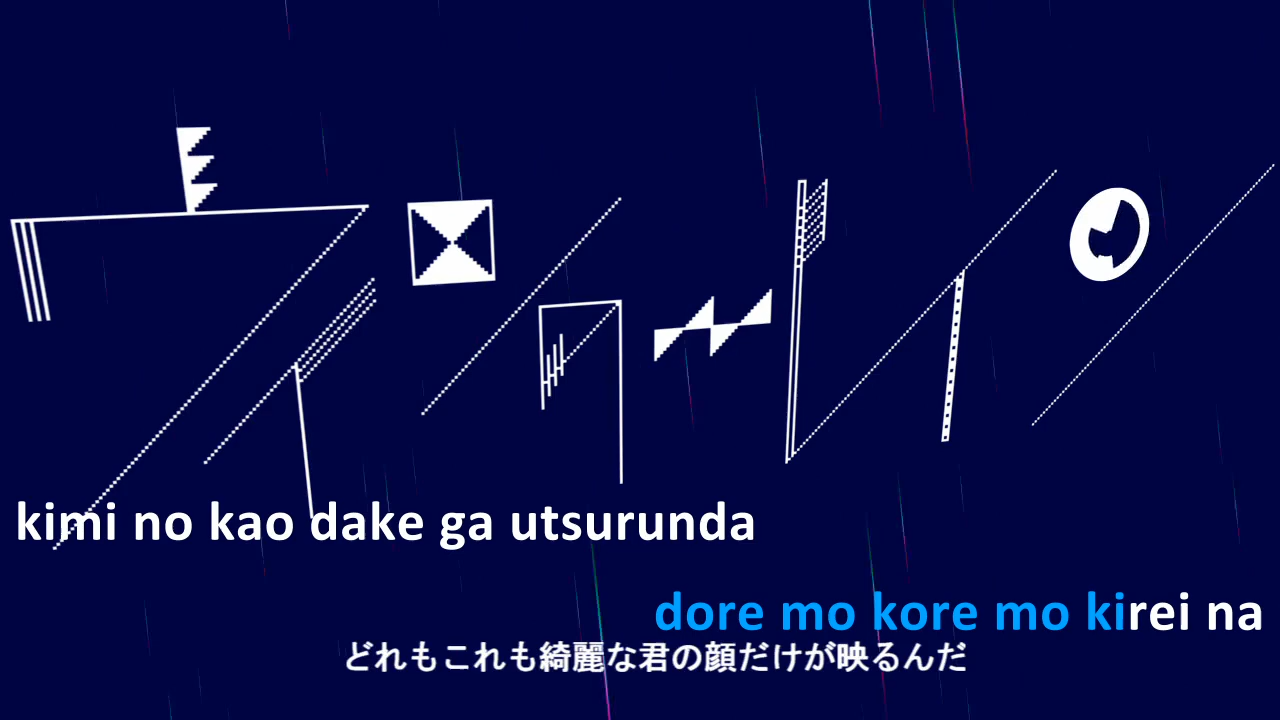 kimi no kao dake ga utsurunda
dore mo kore mo kirei na
どれもこれも綺麗な君の顔だけが映るんだ